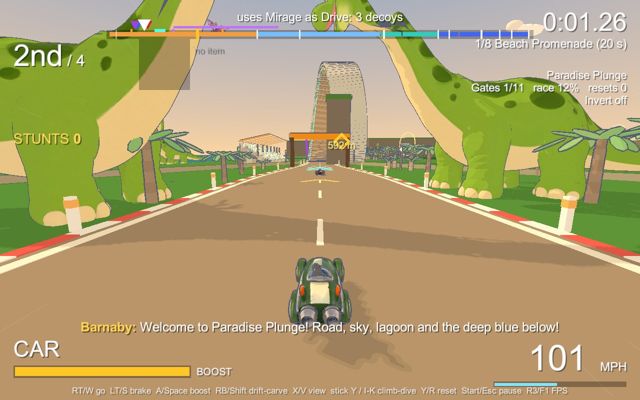 uses Mirage as Drive: 3 decoys
0:01.26
1/8 Beach Promenade (20 s)
2nd / 4
no item
Paradise Plunge
Gates 1/11 race 12% resets 0
Invert off
STUNTS 0
Barnaby: Welcome to Paradise Plunge! Road, sky, lagoon and the deep blue below!
CAR
BOOST
101 MPH
RT/W go LT/S brake A/Space boost RB/Shift drift-carve X/V view stick Y / I-K climb-dive Y/R reset Start/Esc pause R3/F1 FPS